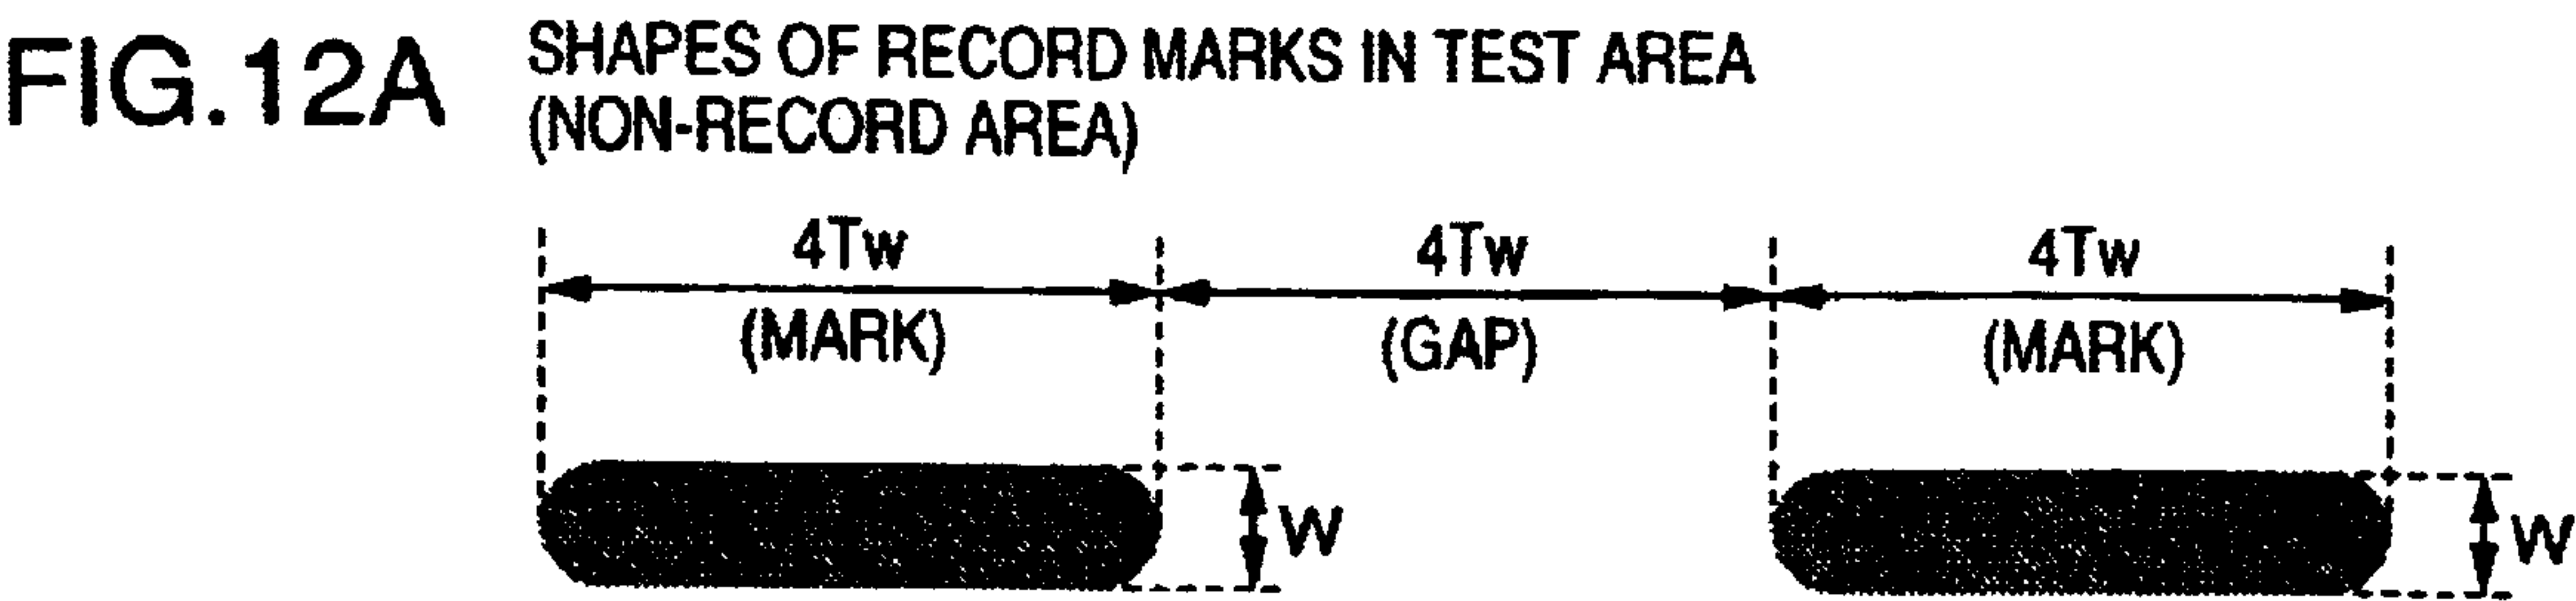 FIG.12A
SHAPES OF RECORD MARKS IN TEST AREA
(NON-RECORD AREA)
4Tw 4Tw 4Tw
(MARK) (GAP) (MARK)
W W